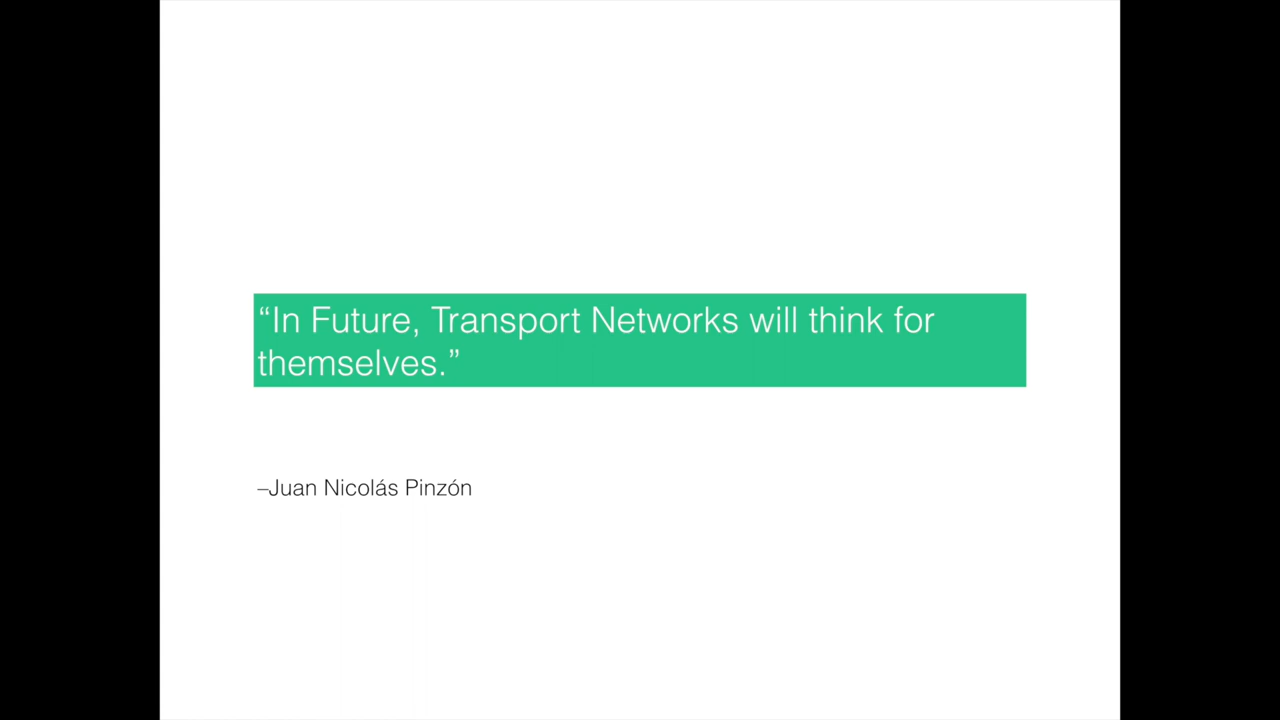 “In Future, Transport Networks will think for
themselves.”
–Juan Nicolás Pinzón